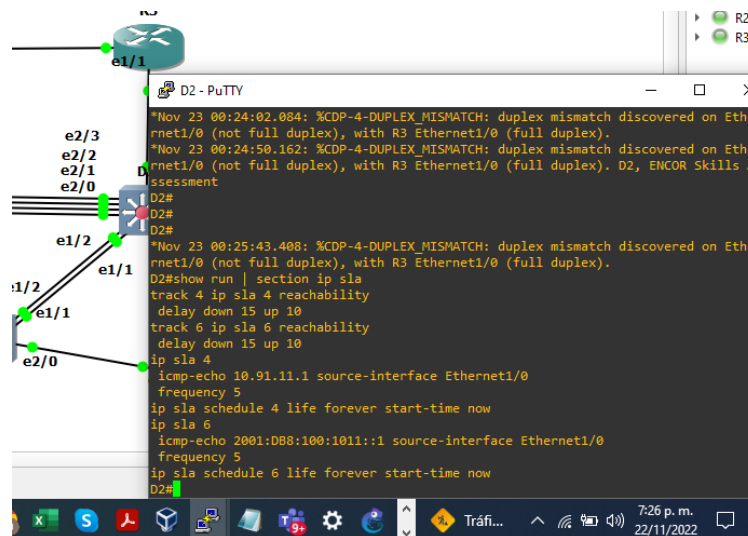 R3
e1/1
R2
R3
D2 - PuTTY
*Nov 23 00:24:02.084: %CDP-4-DUPLEX_MISMATCH: duplex mismatch discovered on Eth
rnet1/0 (not full duplex), with R3 Ethernet1/0 (full duplex).
*Nov 23 00:24:50.162: %CDP-4-DUPLEX_MISMATCH: duplex mismatch discovered on Eth
rnet1/0 (not full duplex), with R3 Ethernet1/0 (full duplex). D2, ENCOR Skills
ssessment
D2#
D2#
D2#
*Nov 23 00:25:43.408: %CDP-4-DUPLEX_MISMATCH: duplex mismatch discovered on Eth
rnet1/0 (not full duplex), with R3 Ethernet1/0 (full duplex).
D2#show run | section ip sla
track 4 ip sla 4 reachability
delay down 15 up 10
track 6 ip sla 6 reachability
delay down 15 up 10
ip sla 4
icmp-echo 10.91.11.1 source-interface Ethernet1/0
frequency 5
ip sla schedule 4 life forever start-time now
ip sla 6
icmp-echo 2001:DB8:100:1011::1 source-interface Ethernet1/0
frequency 5
ip sla schedule 6 life forever start-time now
D2#
e2/3
e2/2
e2/1
e2/0
D
e1/2
e1/1
1/2
e1/1
e2/0
9+
Tráfi...
7:26 p. m.
22/11/2022